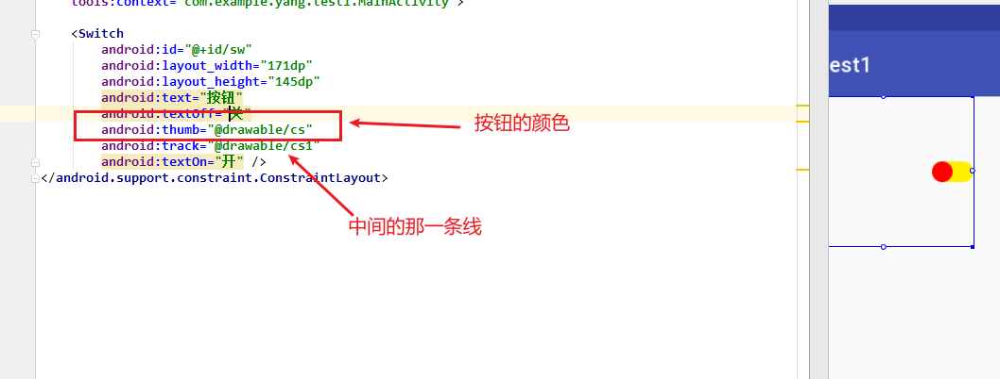 tools:context="com.example.yang.test1.MainActivity">
<Switch
android:id="@+id/sw"
android:layout_width="171dp"
android:layout_height="145dp"
android:text="按钮"
android:textOff="关"
android:thumb="@drawable/cs"
android:track="@drawable/cs1"
android:textOn="开" />
</android.support.constraint.ConstraintLayout>
按钮的颜色
中间的那一条线
est1